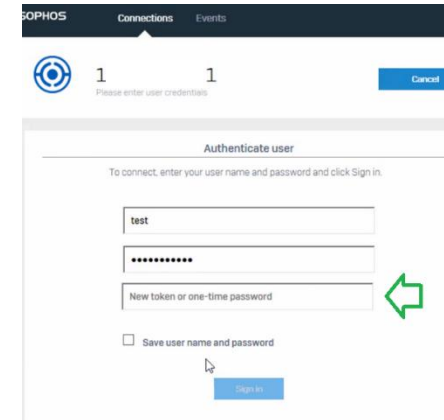 SOPHOS Connections Events
1 1
Please enter user credentials
Cancel
Authenticate user
To connect, enter your user name and password and click Sign in.
test
•••••••••••
New token or one-time password
Save user name and password
Sign in